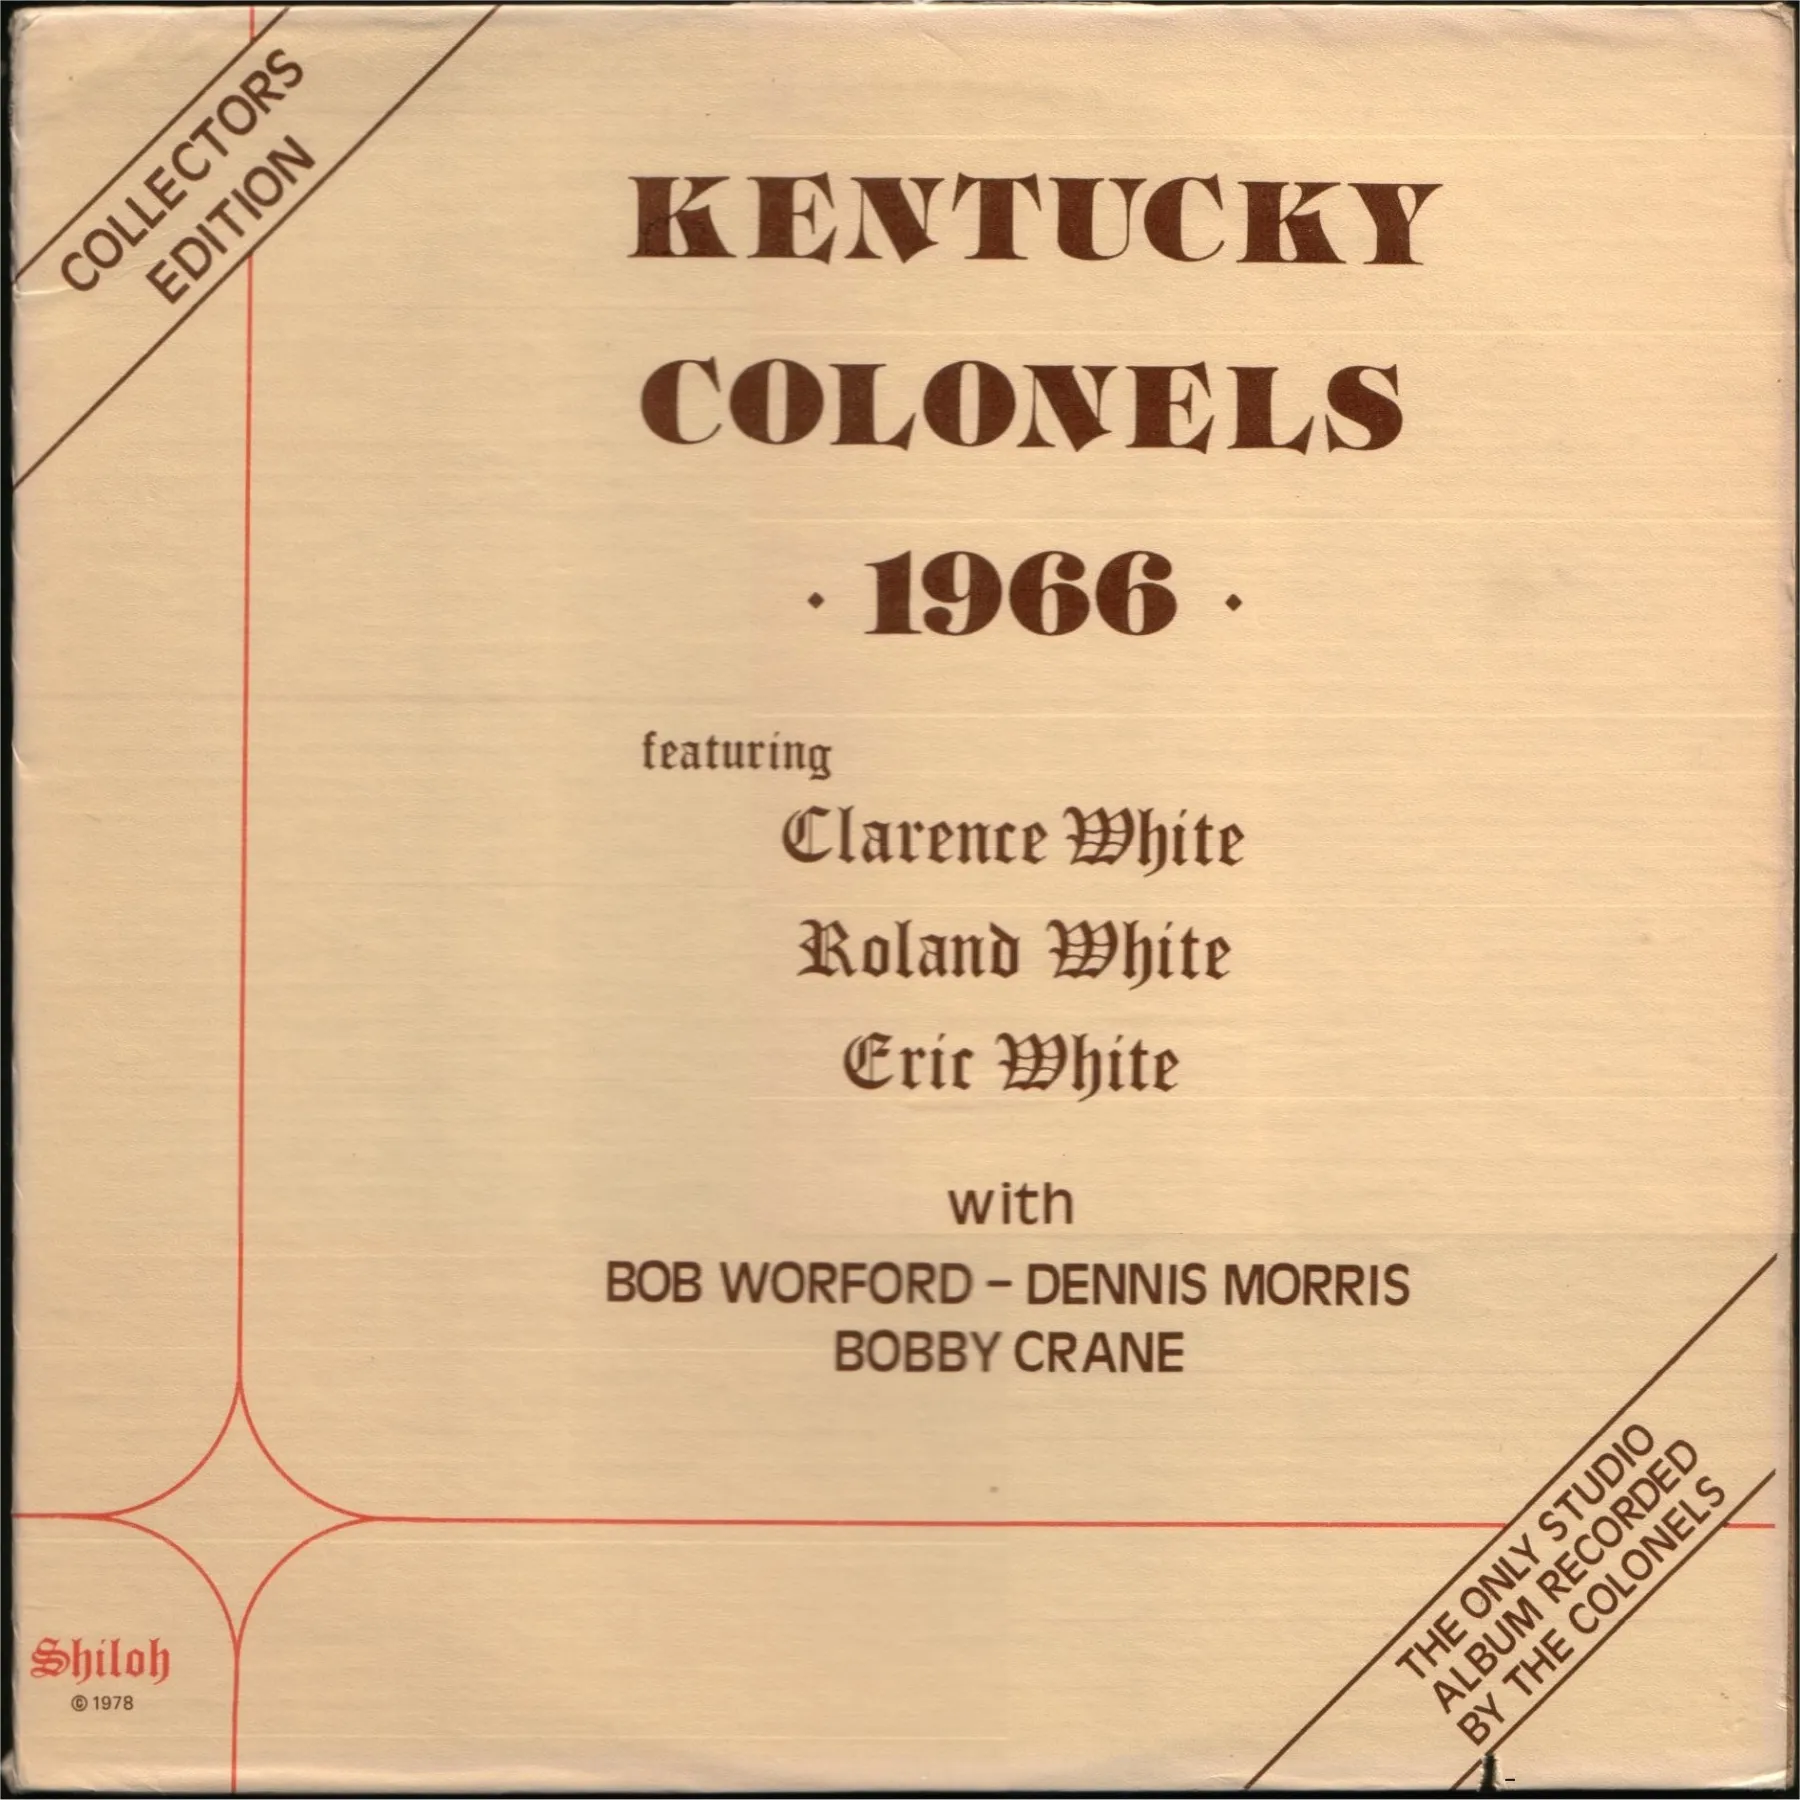 COLLECTORS
EDITION
KENTUCKY
COLONELS
· 1966 ·
featuring
Clarence White
Roland White
Eric White
with
BOB WORFORD – DENNIS MORRIS
BOBBY CRANE
THE ONLY STUDIO
ALBUM RECORDED
BY THE COLONELS
Shiloh
© 1978